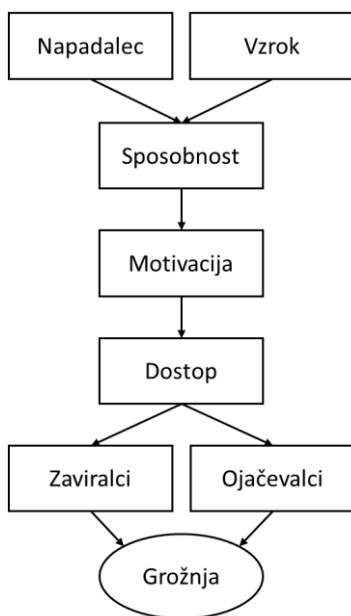 Napadalec
Vzrok
Sposobnost
Motivacija
Dostop
Zaviralci
Ojačevalci
Grožnja